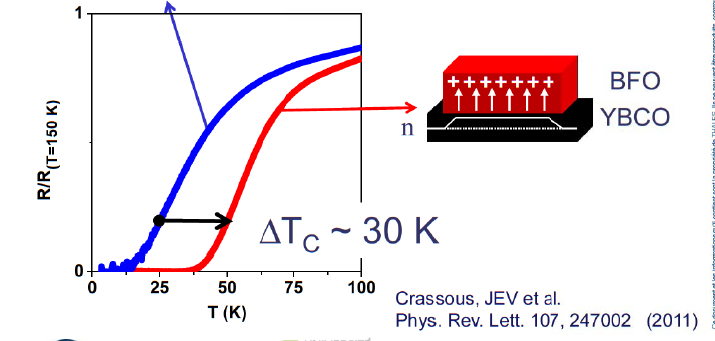 1
R/R(T=150 K)
0
0
25
50
75
100
T (K)
ΔTC ~ 30 K
+++++++
BFO
n
YBCO
Crassous, JEV et al.
Phys. Rev. Lett. 107, 247002 (2011)